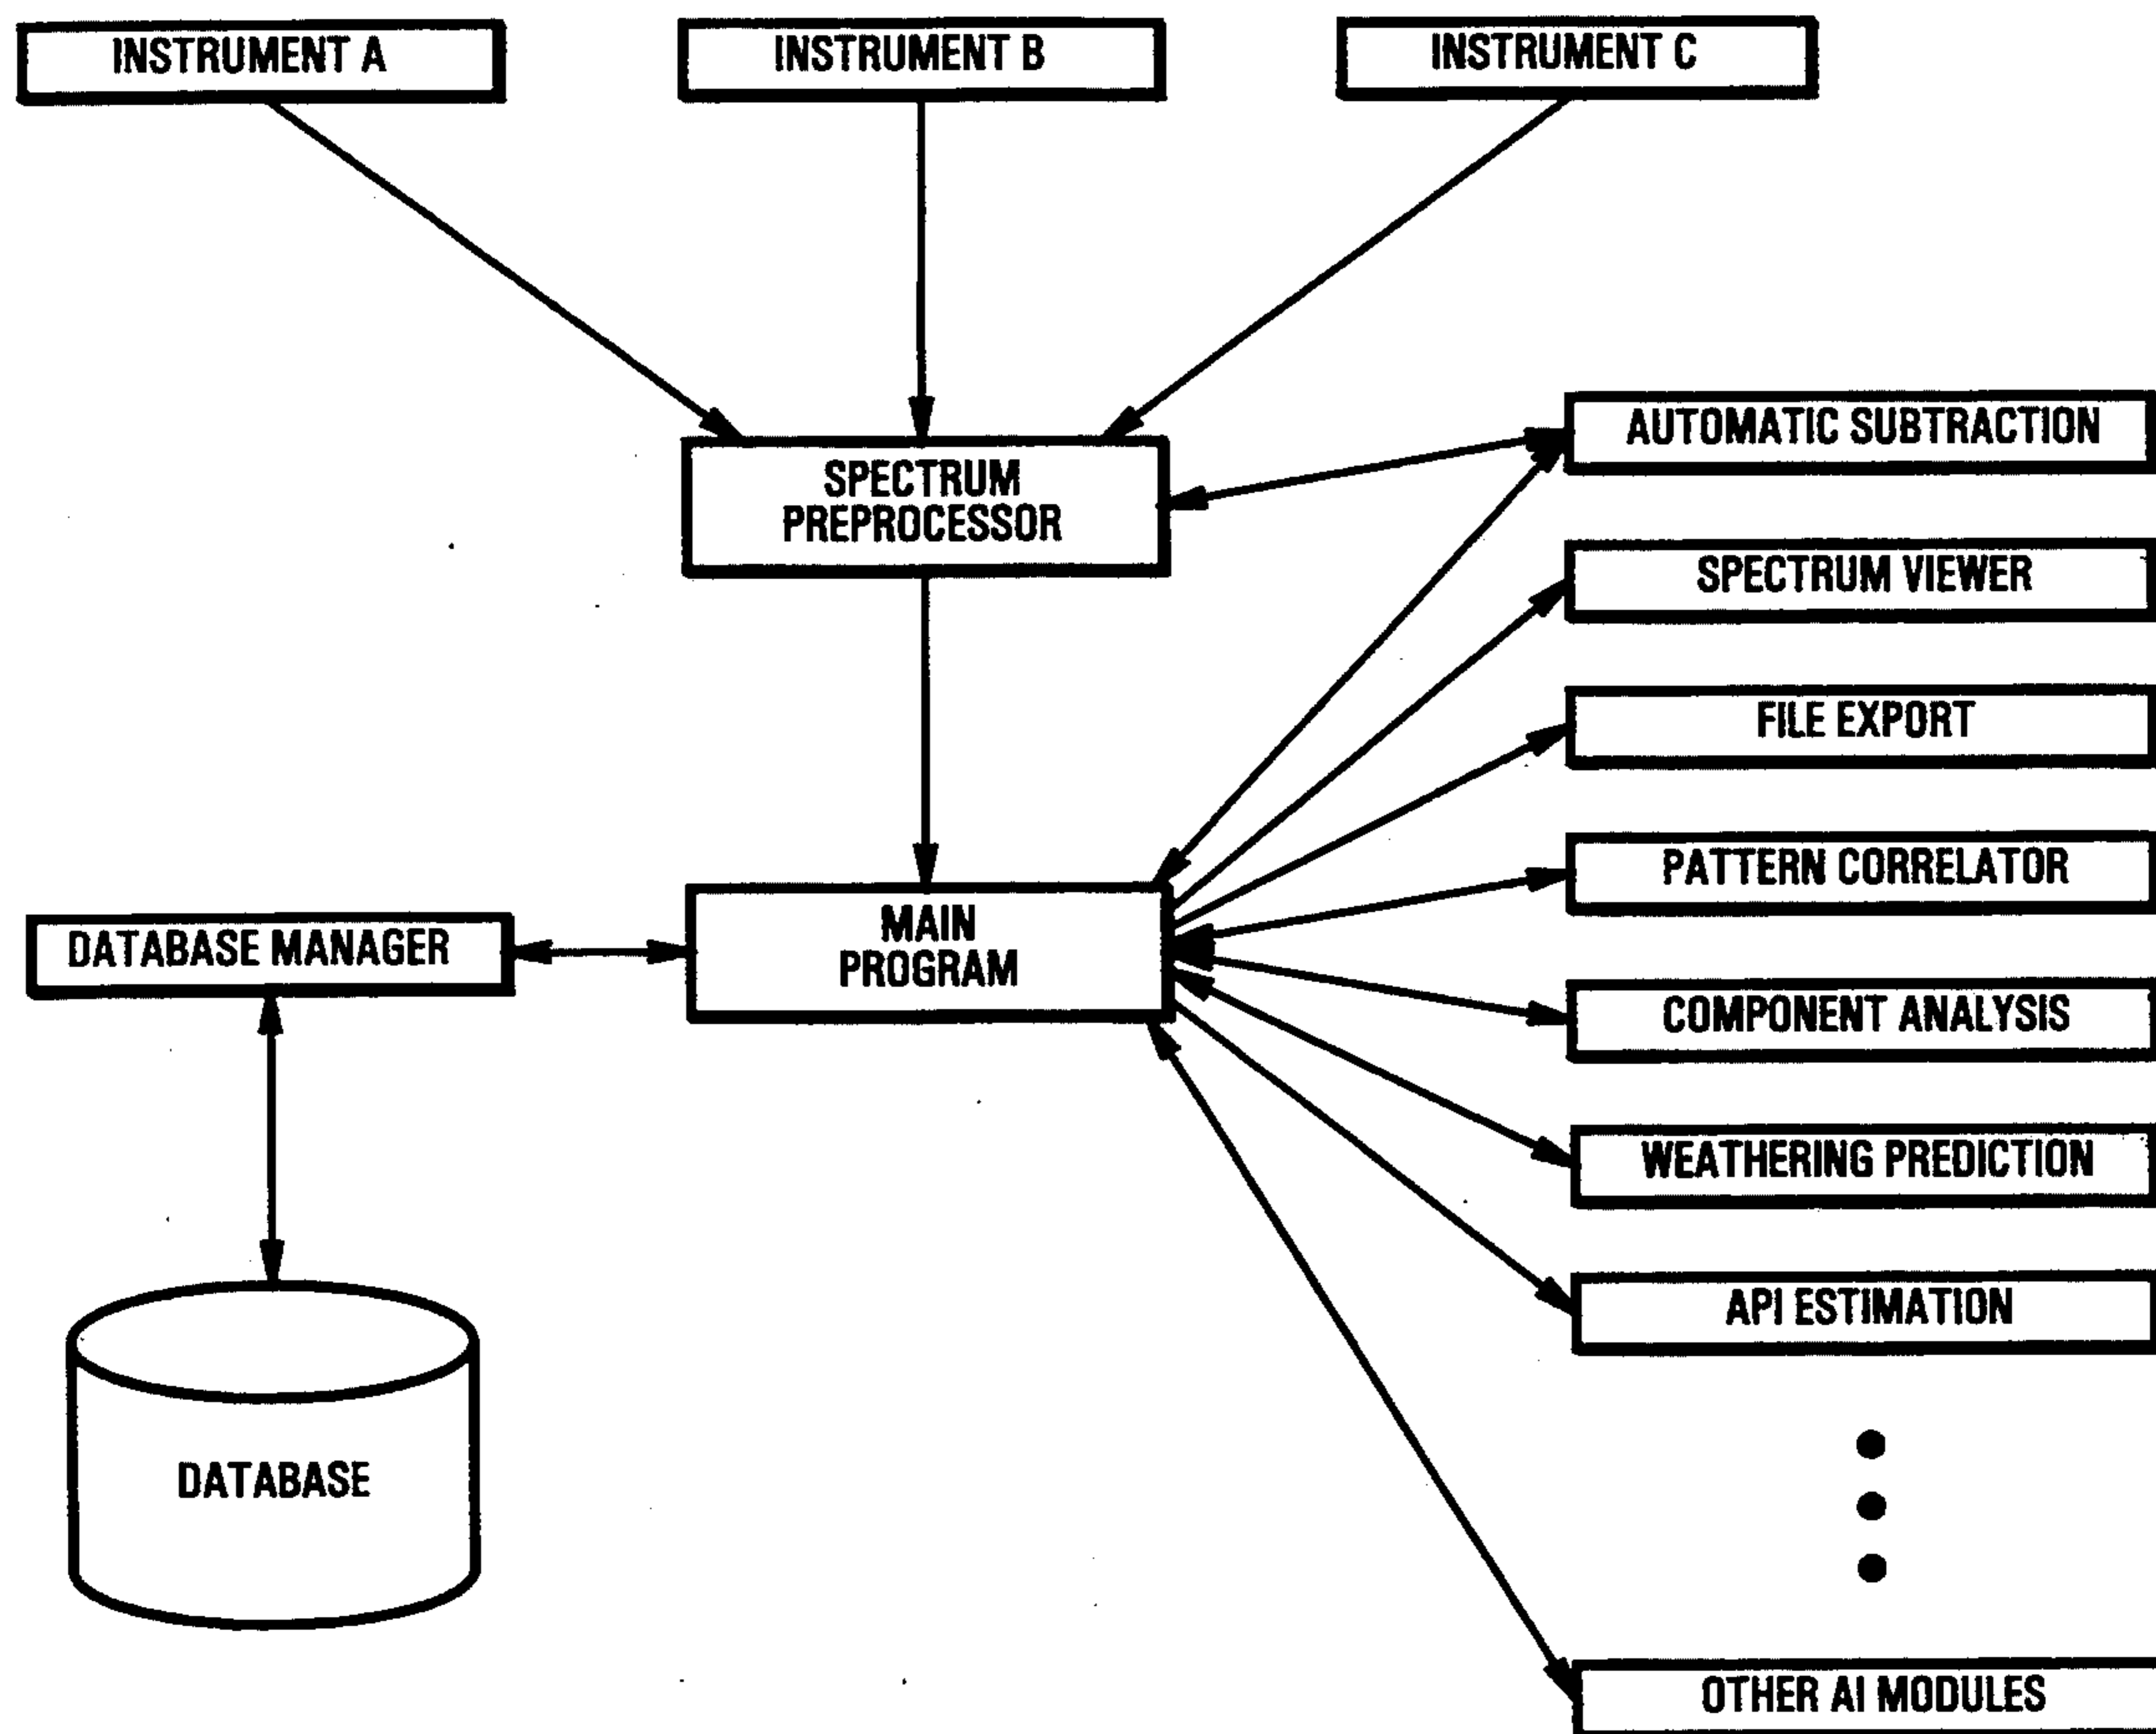 INSTRUMENT A
INSTRUMENT B
INSTRUMENT C
SPECTRUM
PREPROCESSOR
AUTOMATIC SUBTRACTION
SPECTRUM VIEWER
FILE EXPORT
PATTERN CORRELATOR
MAIN
PROGRAM
DATABASE MANAGER
COMPONENT ANALYSIS
WEATHERING PREDICTION
API ESTIMATION
DATABASE
OTHER AI MODULES